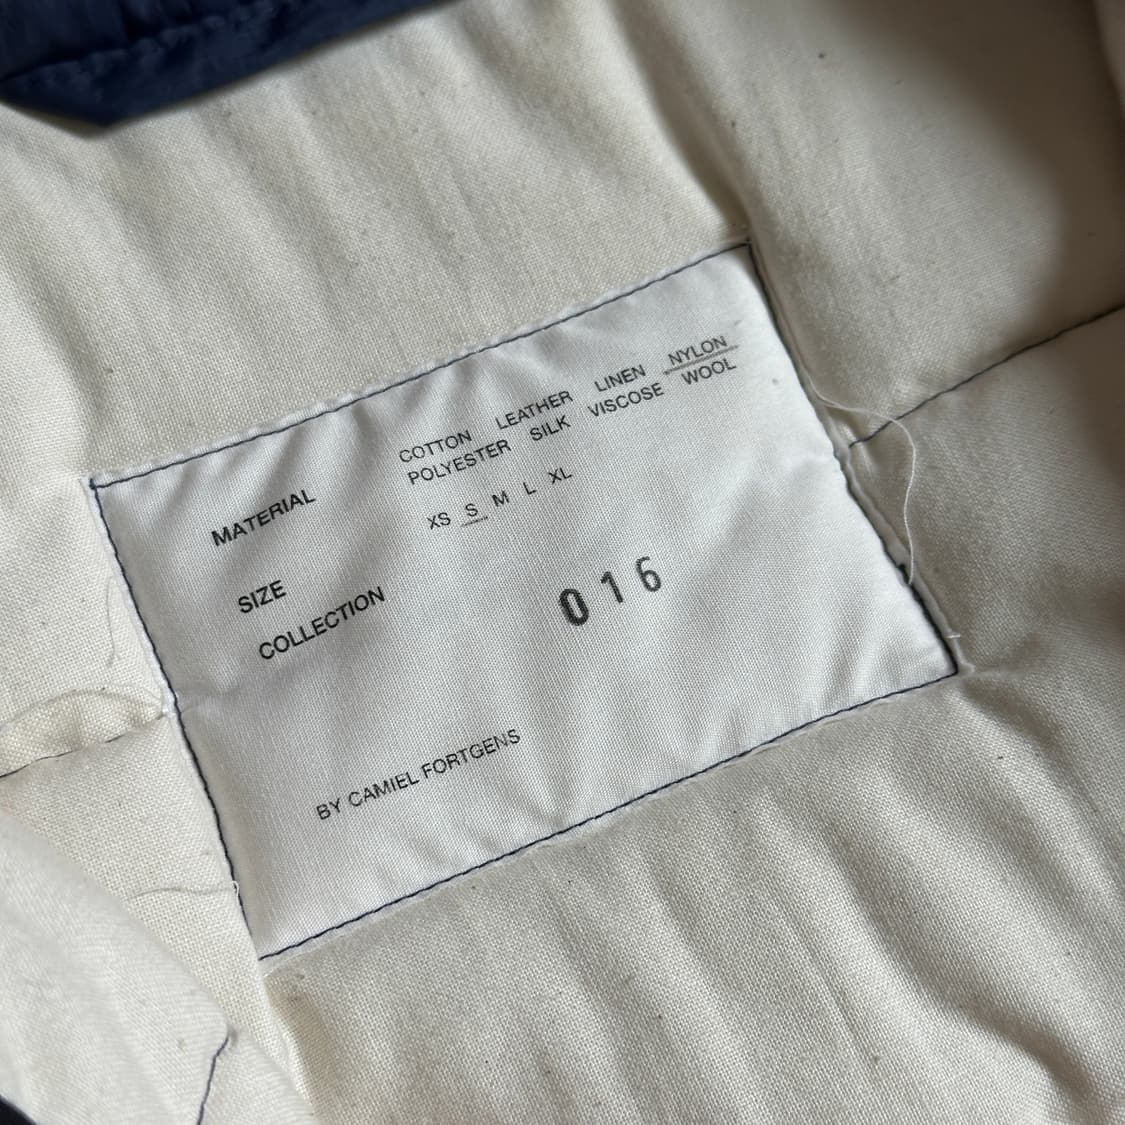 MATERIAL COTTON LEATHER LINEN NYLON
POLYESTER SILK VISCOSE WOOL
SIZE XS S M L XL
COLLECTION 016
BY CAMIEL FORTGENS